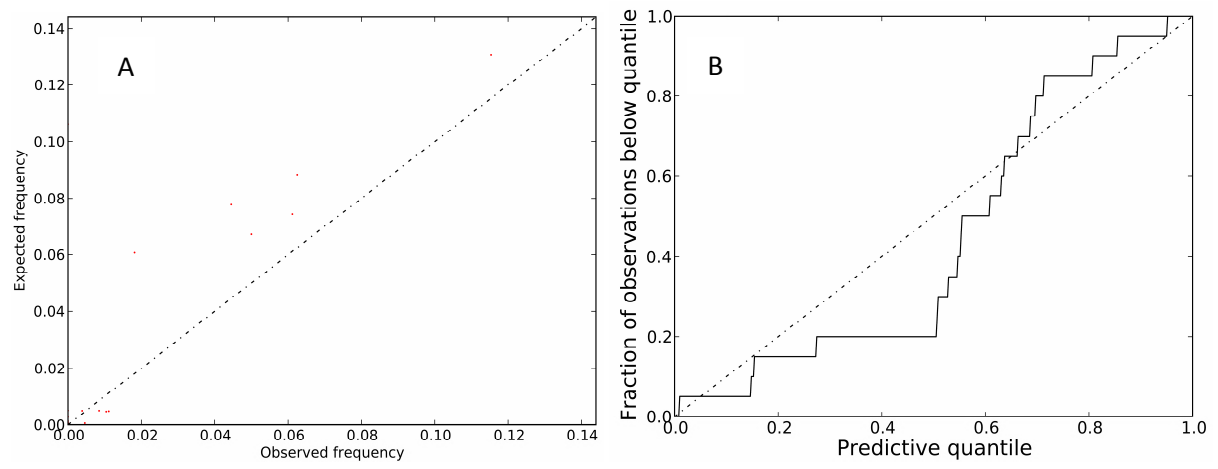 A
0.14
0.12
0.10
0.08
0.06
0.04
0.02
0.00
Expected frequency
0.00 0.02 0.04 0.06 0.08 0.10 0.12 0.14
Observed frequency
B
1.0
0.8
0.6
0.4
0.2
0.0
Fraction of observations below quantile
0.0 0.2 0.4 0.6 0.8 1.0
Predictive quantile